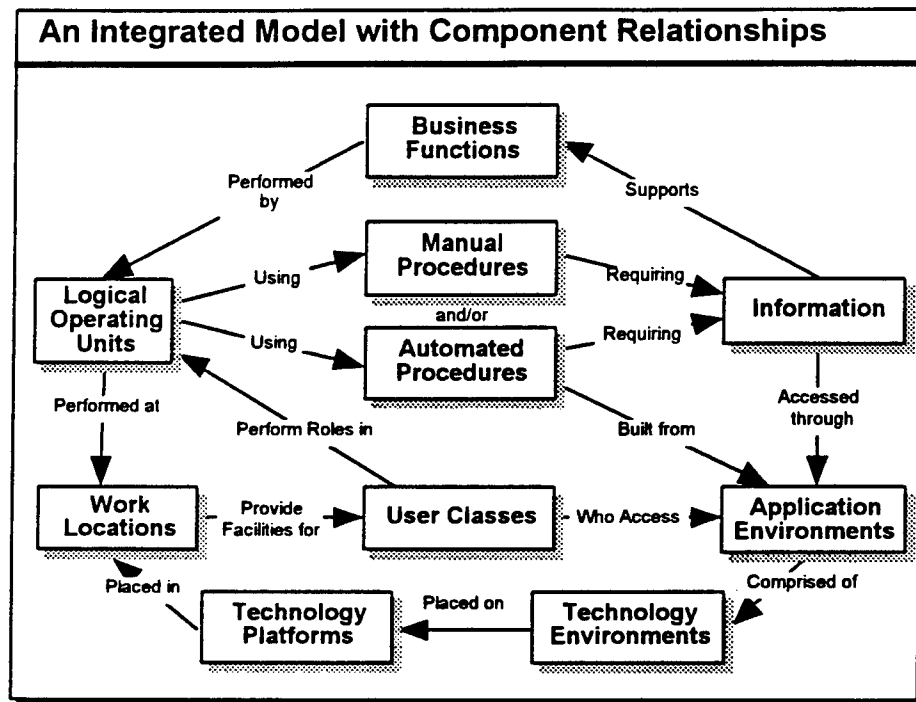 An Integrated Model with Component Relationships
Business
Functions
Performed
by
Supports
Manual
Procedures
Using
Requiring
Logical
Operating
Units
Information
and/or
Using
Requiring
Automated
Procedures
Performed at
Accessed
through
Perform Roles in
Built from
Work
Locations
Provide
Facilities for
User Classes
Who Access
Application
Environments
Placed in
Comprised of
Technology
Platforms
Placed on
Technology
Environments